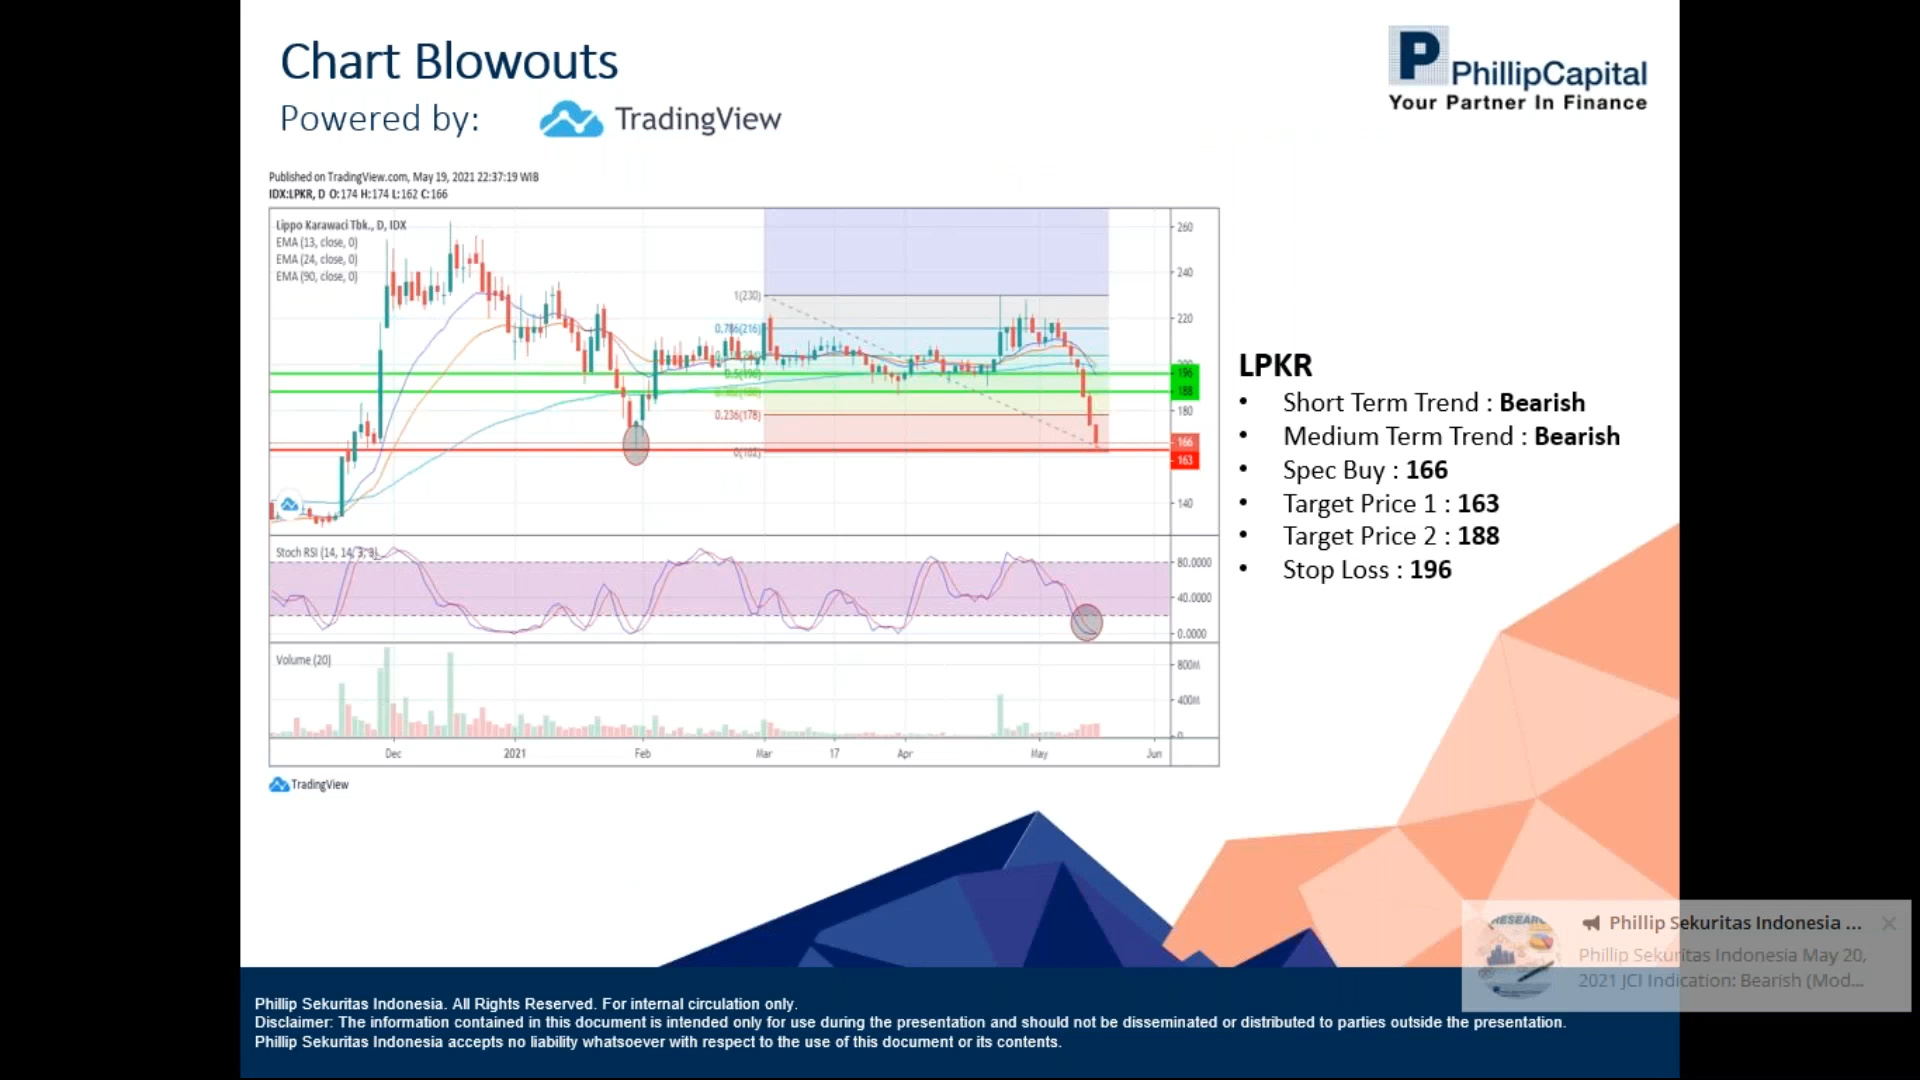 Chart Blowouts
Powered by:
TradingView
P PhillipCapital
Your Partner In Finance
Published on TradingView.com, May 19, 2021 22:37:19 WIB
IDX:LPKR, D O:174 H:174 L:162 C:166
Lippo Karawaci Tbk., D, IDX
EMA (13, close, 0)
EMA (24, close, 0)
EMA (90, close, 0)
1(230)
0.786(216)
0.5(196)
0.236(178)
0(162)
260
240
220
200
196
188
180
166
163
140
Stoch RSI (14, 14, 3, 3)
80.0000
40.0000
0.0000
Volume (20)
800M
400M
0
Dec 2021 Feb Mar 17 Apr May Jun
TradingView
LPKR
• Short Term Trend : Bearish
• Medium Term Trend : Bearish
• Spec Buy : 166
• Target Price 1 : 163
• Target Price 2 : 188
• Stop Loss : 196
RESEARC
Phillip Sekuritas Indonesia ...
Phillip Sekuritas Indonesia May 20,
2021 JCI Indication: Bearish (Mod...
Phillip Sekuritas Indonesia. All Rights Reserved. For internal circulation only.
Disclaimer: The information contained in this document is intended only for use during the presentation and should not be disseminated or distributed to parties outside the presentation.
Phillip Sekuritas Indonesia accepts no liability whatsoever with respect to the use of this document or its contents.